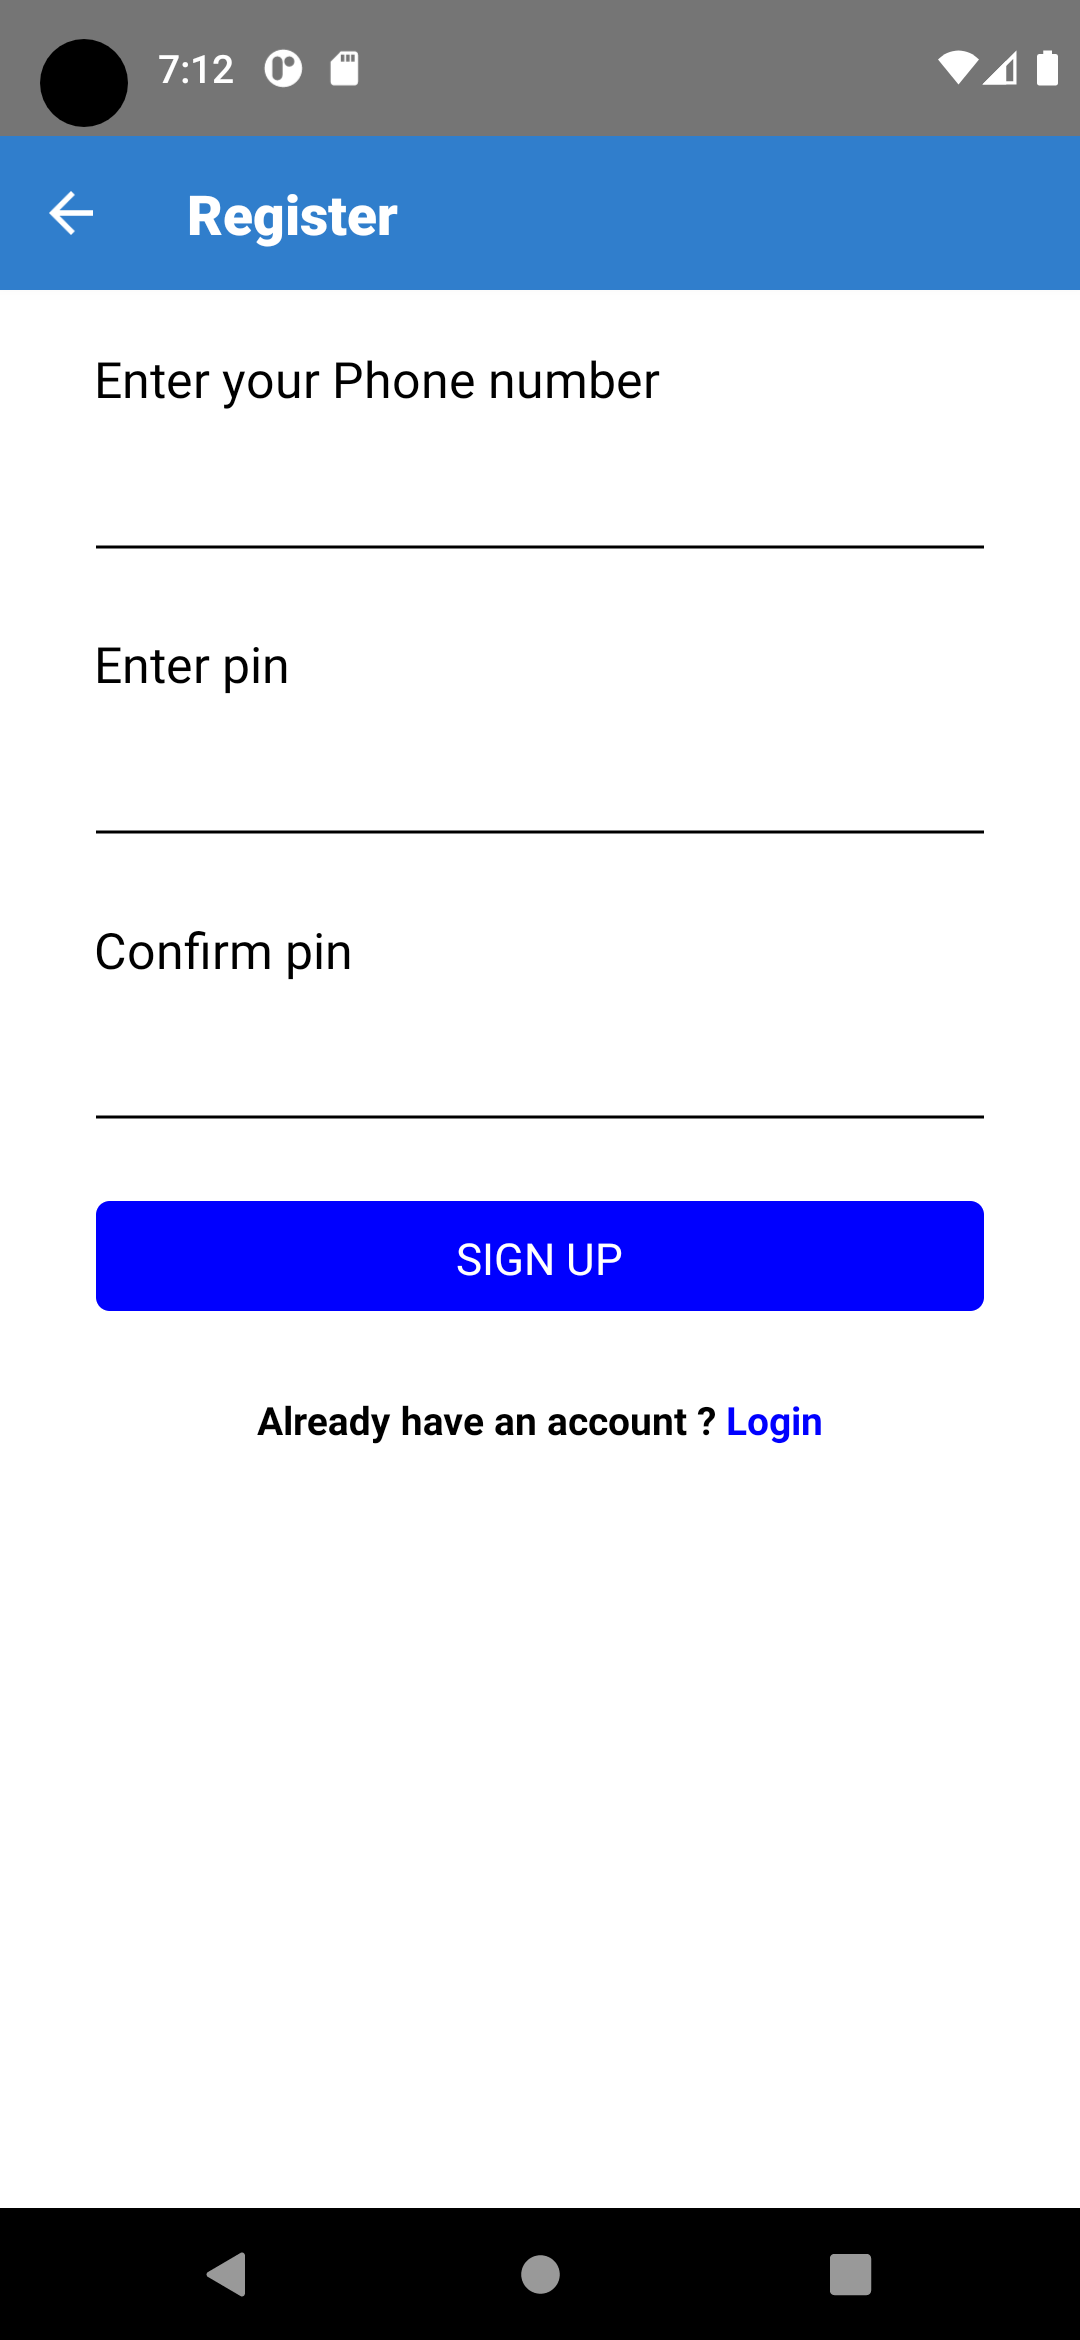 7:12
Register
Enter your Phone number
Enter pin
Confirm pin
SIGN UP
Already have an account ? Login